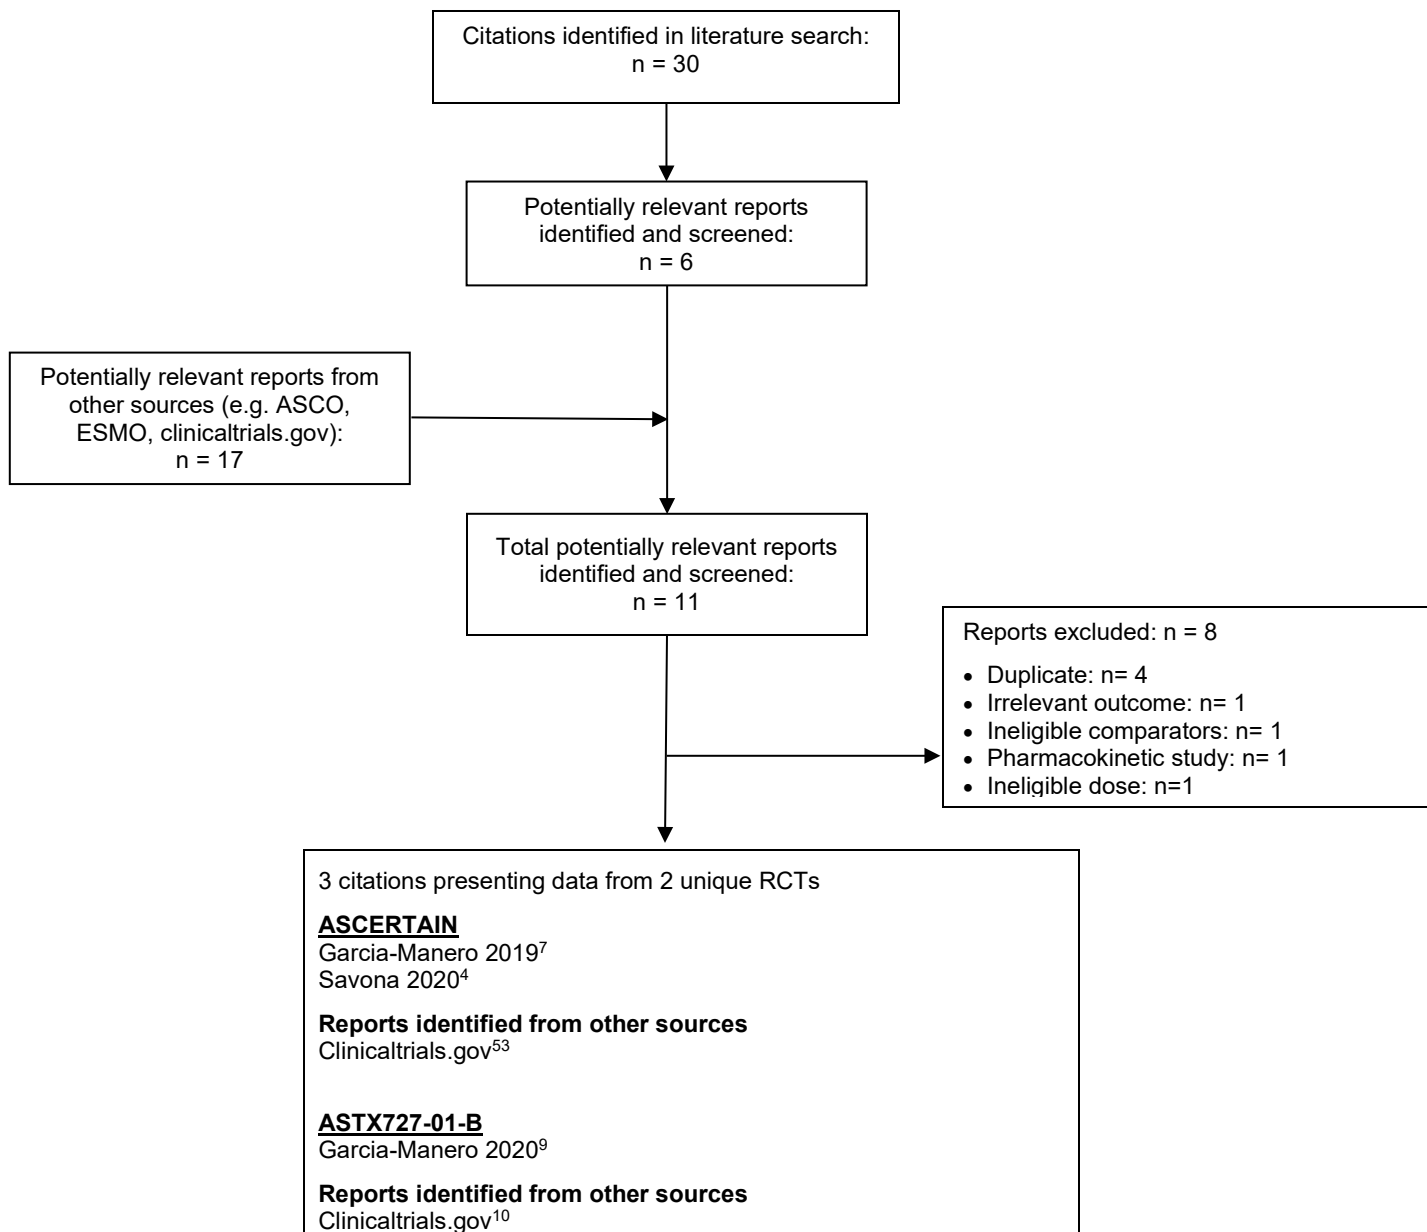 Citations identified in literature search:
n = 30
Potentially relevant reports
identified and screened:
n = 6
Potentially relevant reports from
other sources (e.g. ASCO,
ESMO, clinicaltrials.gov):
n = 17
Total potentially relevant reports
identified and screened:
n = 11
Reports excluded: n = 8
• Duplicate: n= 4
• Irrelevant outcome: n= 1
• Ineligible comparators: n= 1
• Pharmacokinetic study: n= 1
• Ineligible dose: n=1
3 citations presenting data from 2 unique RCTs
ASCERTAIN
Garcia-Manero 2019⁷
Savona 2020⁴
Reports identified from other sources
Clinicaltrials.gov⁵³
ASTX727-01-B
Garcia-Manero 2020⁹
Reports identified from other sources
Clinicaltrials.gov¹⁰